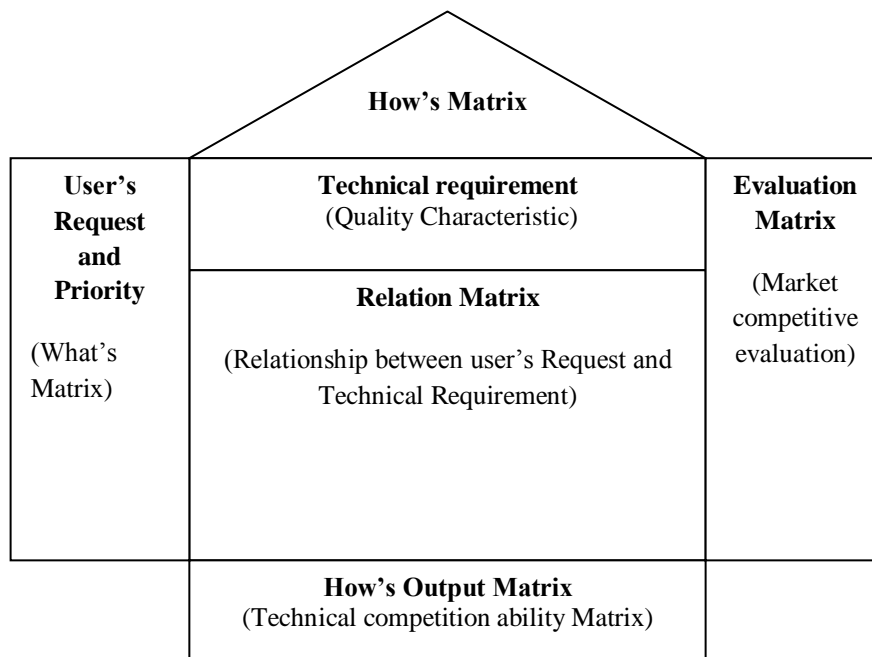 How's Matrix
User's
Request
and
Priority
(What's
Matrix)
Technical requirement
(Quality Characteristic)
Relation Matrix
(Relationship between user's Request and
Technical Requirement)
Evaluation
Matrix
(Market
competitive
evaluation)
How's Output Matrix
(Technical competition ability Matrix)